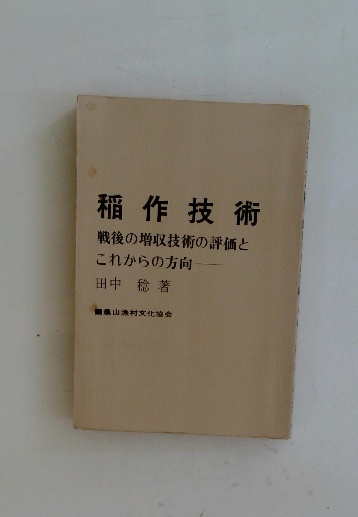 稲作技術
戦後の増収技術の評価と
これからの方向――
田中 稔 著
農山漁村文化協会